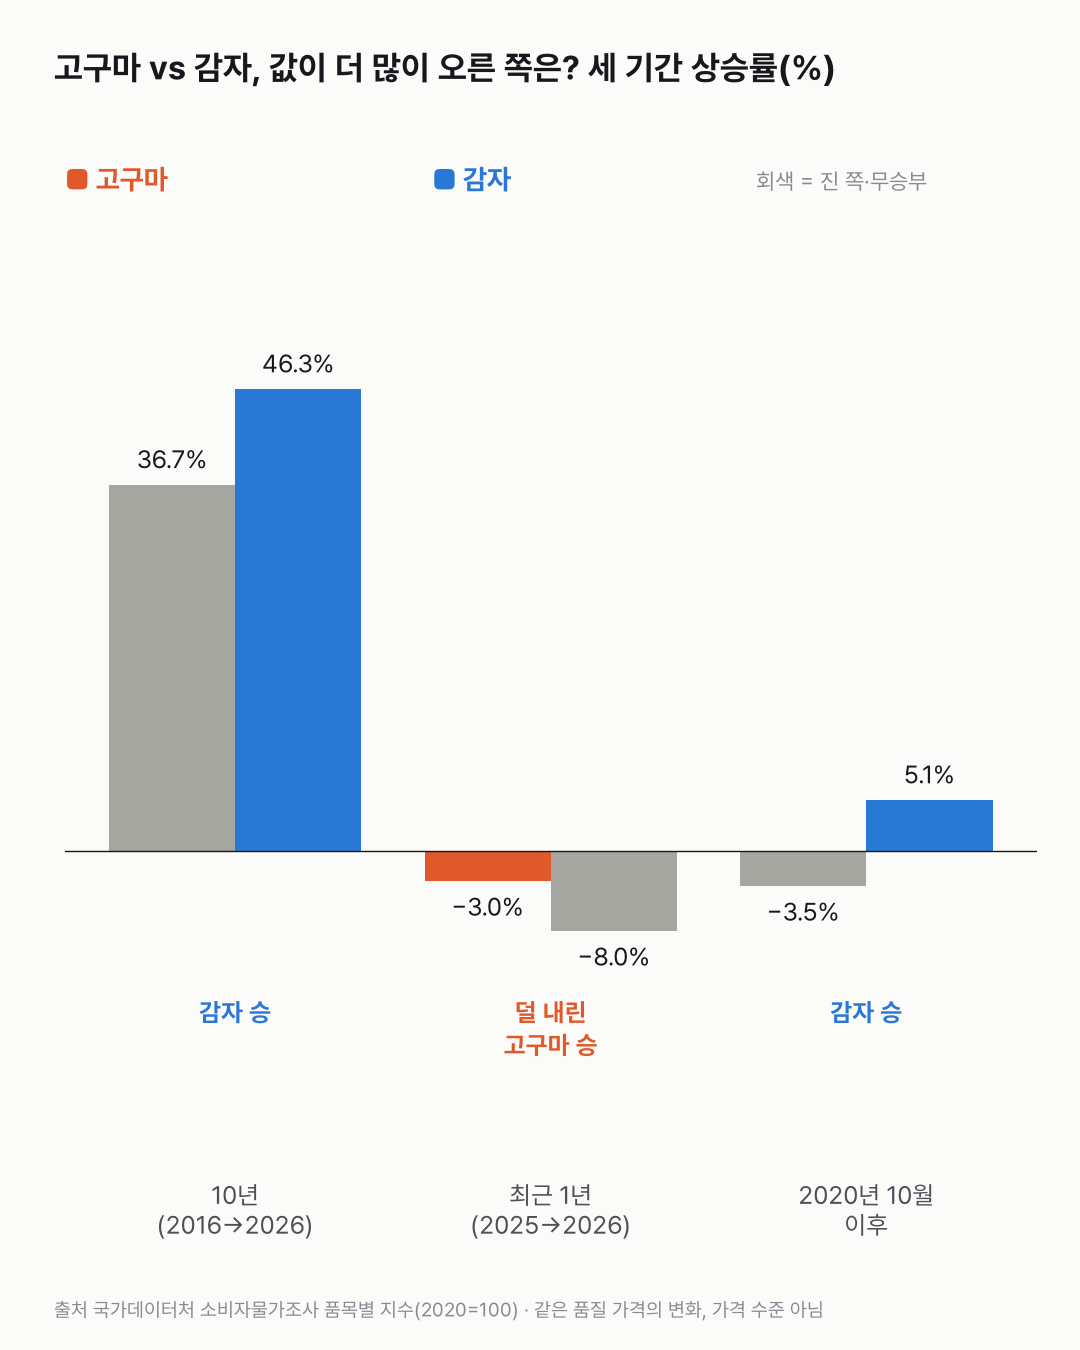 고구마 vs 감자, 값이 더 많이 오른 쪽은? 세 기간 상승률(%)
고구마
감자
회색 = 진 쪽·무승부
46.3%
36.7%
5.1%
−3.0%
−3.5%
−8.0%
감자 승
덜 내린
고구마 승
감자 승
10년
(2016→2026)
최근 1년
(2025→2026)
2020년 10월
이후
출처 국가데이터처 소비자물가조사 품목별 지수(2020=100) · 같은 품질 가격의 변화, 가격 수준 아님